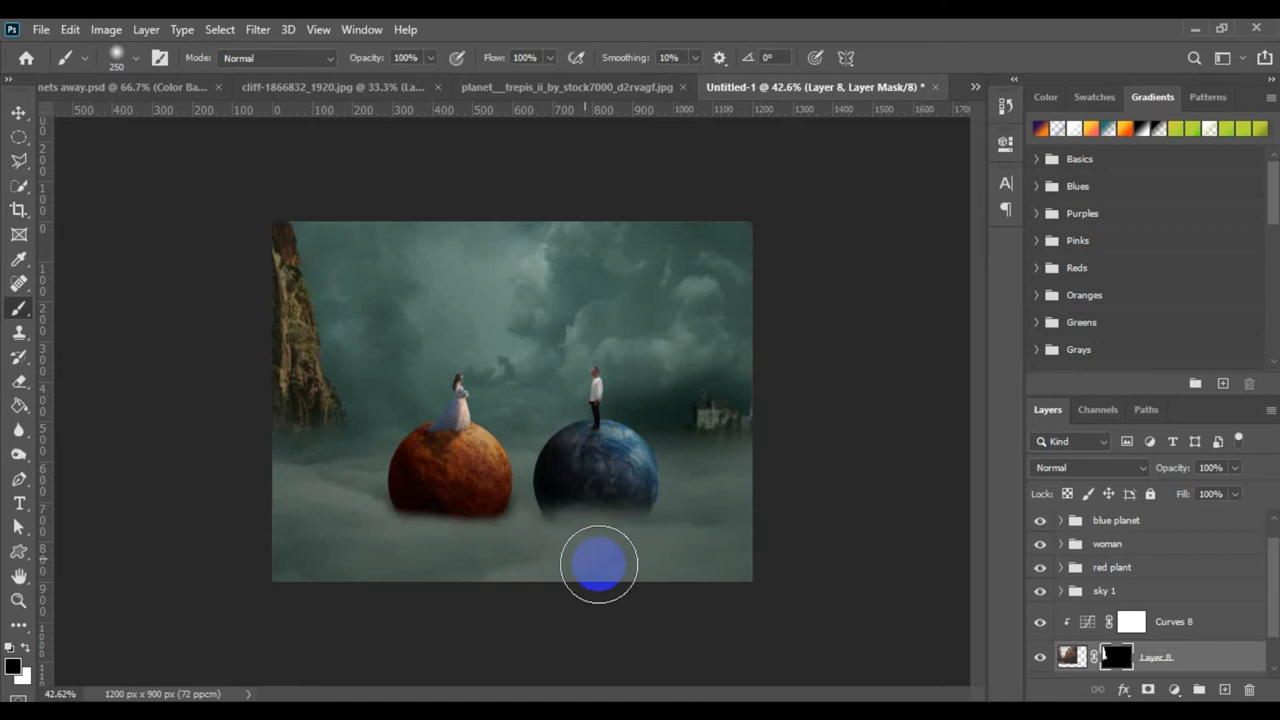 Ps File Edit Image Layer Type Select Filter 3D View Window Help
250 Mode: Normal Opacity: 100% Flow: 100% Smoothing: 10% 0°
nets away.psd @ 66.7% (Color Ba... × cliff-1866832_1920.jpg @ 33.3% (La... × planet__trepis_ii_by_stock7000_d2rvagf.jpg × Untitled-1 @ 42.6% (Layer 8, Layer Mask/8) * ×
500 400 300 200 100 0 100 200 300 400 500 600 700 800 900 1000 1100 1200 1300 1400 1500 1600 170
Color Swatches Gradients Patterns
Basics
Blues
Purples
Pinks
Reds
Oranges
Greens
Grays
Layers Channels Paths
Kind
Normal Opacity: 100%
Lock: Fill: 100%
blue planet
woman
red plant
sky 1
Curves 8
Layer 8
42.62% 1200 px x 900 px (72 ppcm)